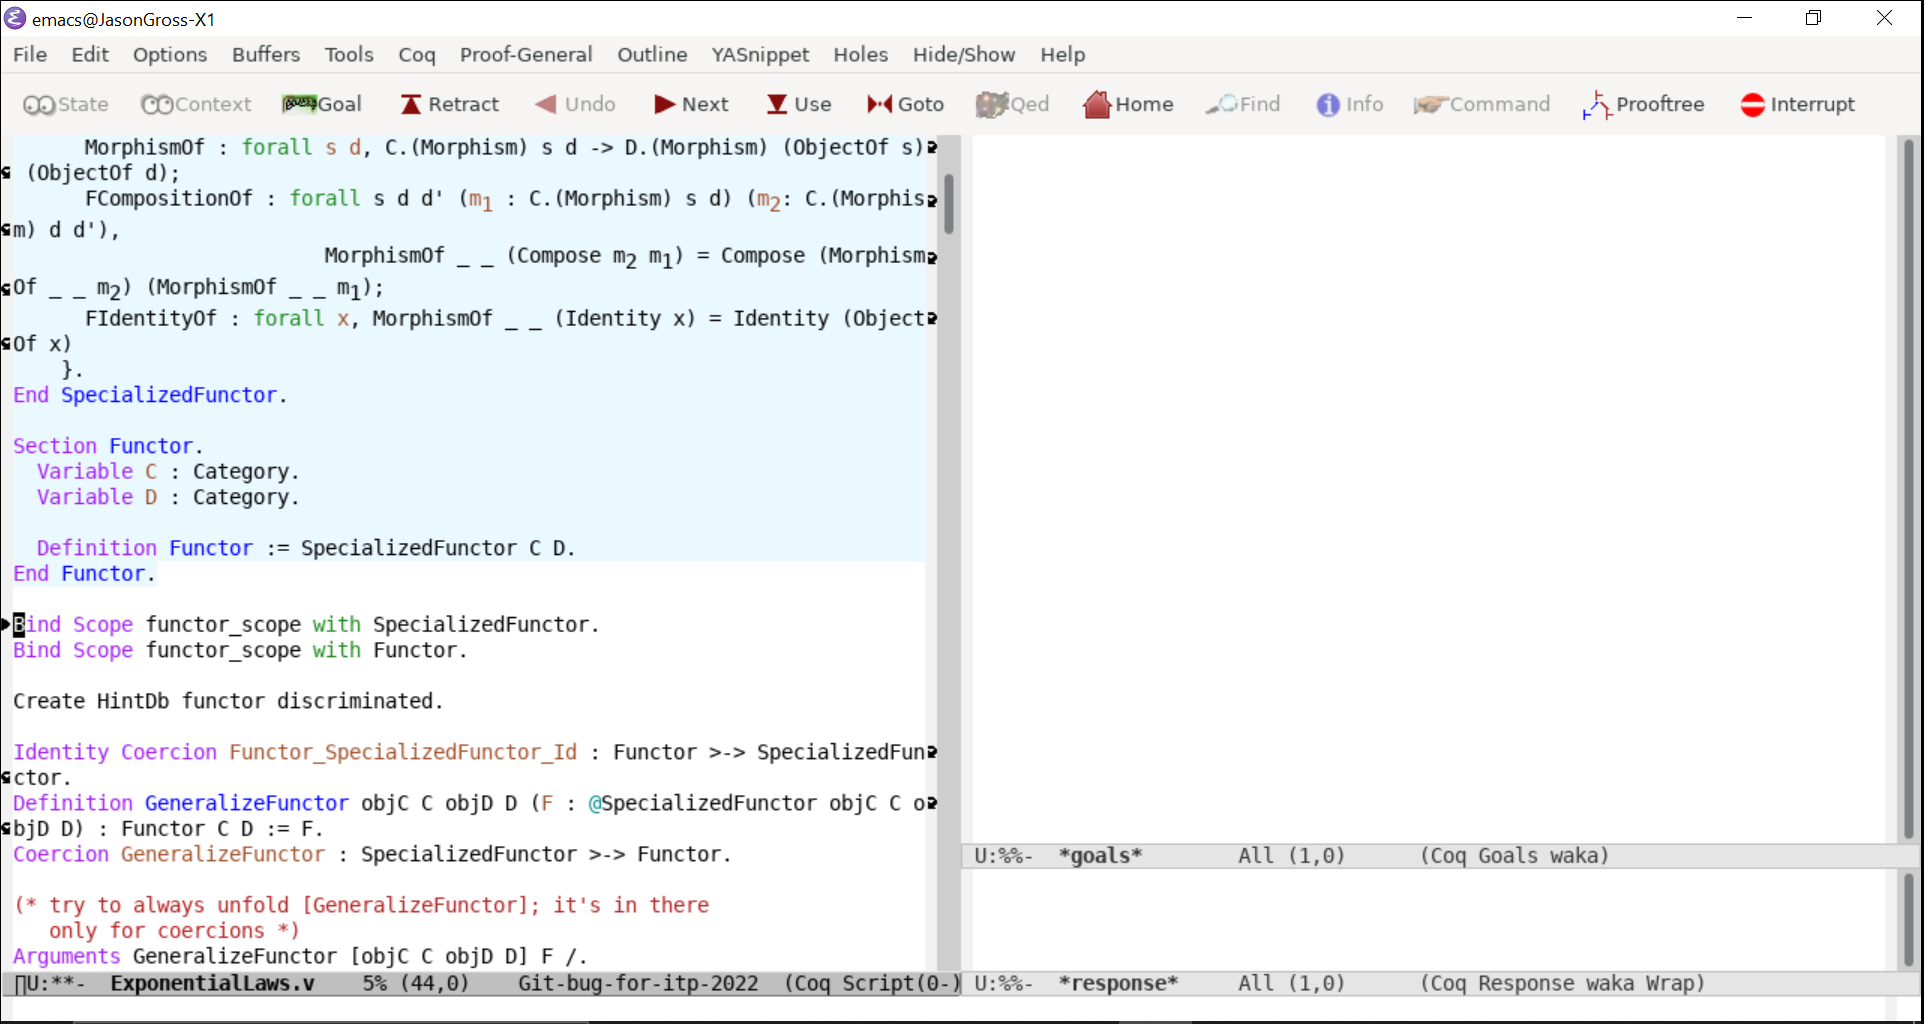 emacs@JasonGross-X1
File Edit Options Buffers Tools Coq Proof-General Outline YASnippet Holes Hide/Show Help
State Context Goal Retract Undo Next Use Goto Qed Home Find Info Command Prooftree Interrupt
MorphismOf : forall s d, C.(Morphism) s d -> D.(Morphism) (ObjectOf s)
(ObjectOf d);
FCompositionOf : forall s d d' (m₁ : C.(Morphism) s d) (m₂: C.(Morphis
m) d d'),
MorphismOf _ _ (Compose m₂ m₁) = Compose (Morphism
Of _ _ m₂) (MorphismOf _ _ m₁);
FIdentityOf : forall x, MorphismOf _ _ (Identity x) = Identity (Object
Of x)
}.
End SpecializedFunctor.
Section Functor.
Variable C : Category.
Variable D : Category.
Definition Functor := SpecializedFunctor C D.
End Functor.
Bind Scope functor_scope with SpecializedFunctor.
Bind Scope functor_scope with Functor.
Create HintDb functor discriminated.
Identity Coercion Functor_SpecializedFunctor_Id : Functor >-> SpecializedFun
ctor.
Definition GeneralizeFunctor objC C objD D (F : @SpecializedFunctor objC C o
bjD D) : Functor C D := F.
Coercion GeneralizeFunctor : SpecializedFunctor >-> Functor.
(* try to always unfold [GeneralizeFunctor]; it's in there
only for coercions *)
Arguments GeneralizeFunctor [objC C objD D] F /.
U:**- ExponentialLaws.v 5% (44,0) Git-bug-for-itp-2022 (Coq Script(0-)
U:%%- *goals* All (1,0) (Coq Goals waka)
U:%%- *response* All (1,0) (Coq Response waka Wrap)